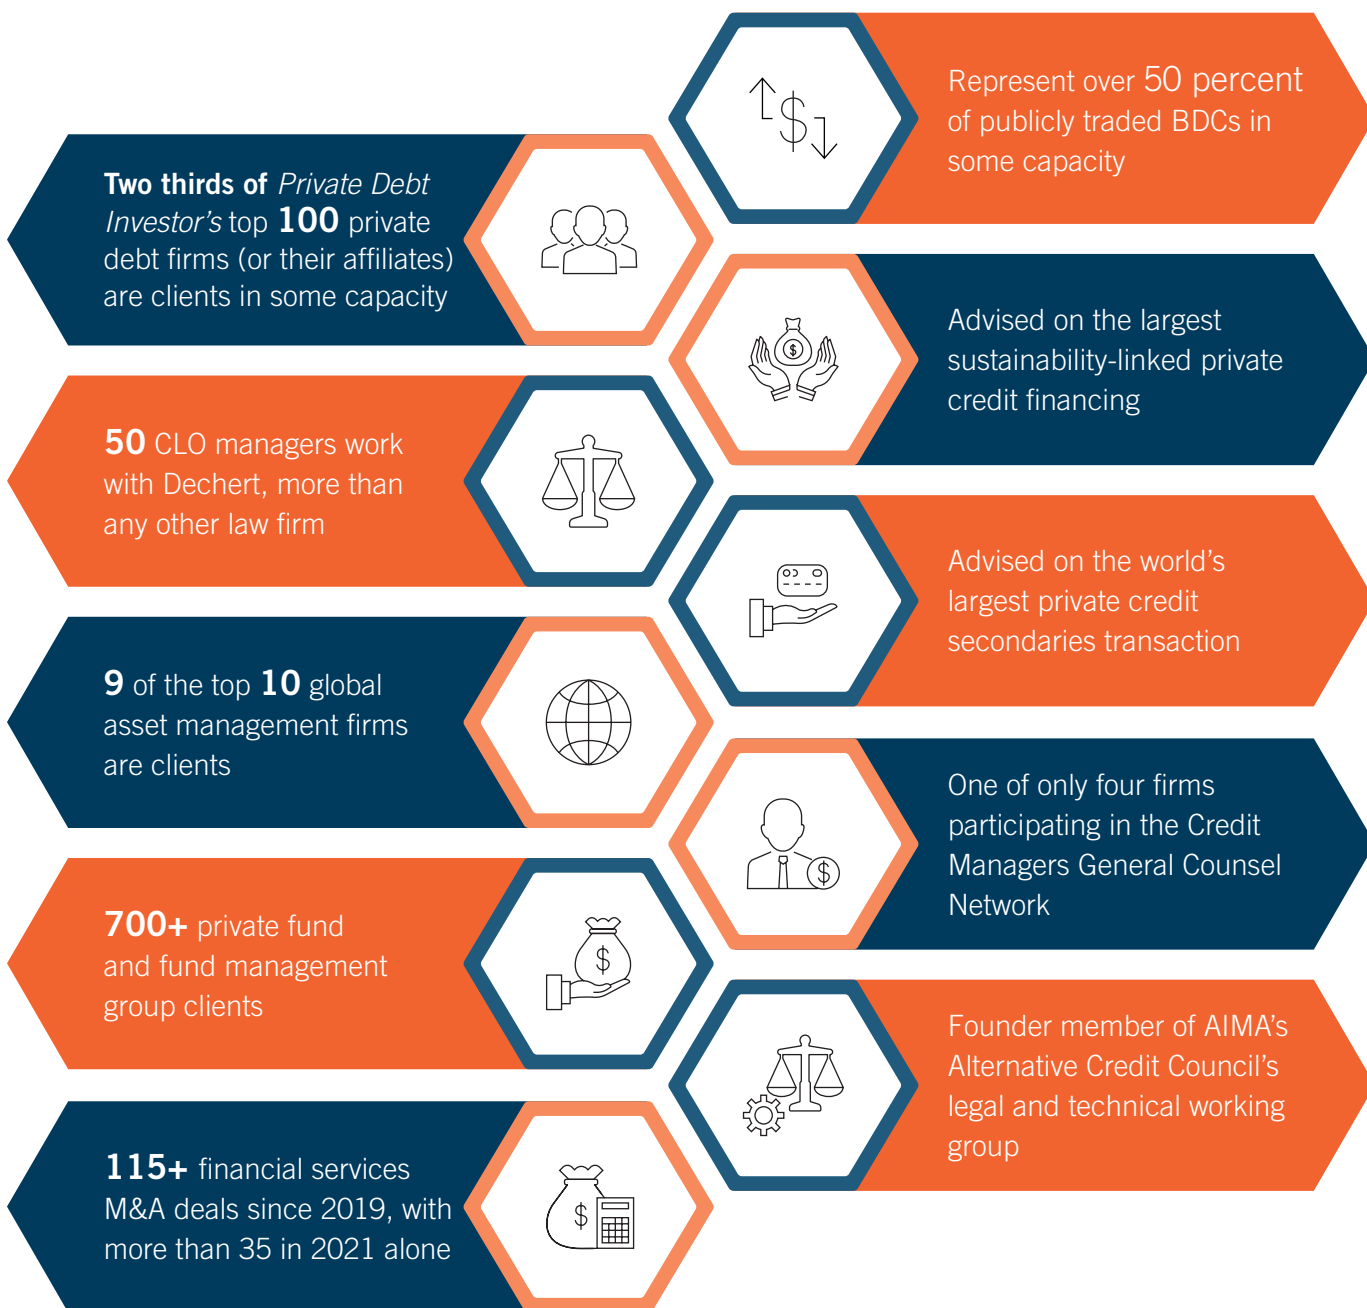 Represent over 50 percent
of publicly traded BDCs in
some capacity
Two thirds of Private Debt
Investor's top 100 private
debt firms (or their affiliates)
are clients in some capacity
Advised on the largest
sustainability-linked private
credit financing
50 CLO managers work
with Dechert, more than
any other law firm
Advised on the world's
largest private credit
secondaries transaction
9 of the top 10 global
asset management firms
are clients
One of only four firms
participating in the Credit
Managers General Counsel
Network
700+ private fund
and fund management
group clients
Founder member of AIMA's
Alternative Credit Council's
legal and technical working
group
115+ financial services
M&A deals since 2019, with
more than 35 in 2021 alone